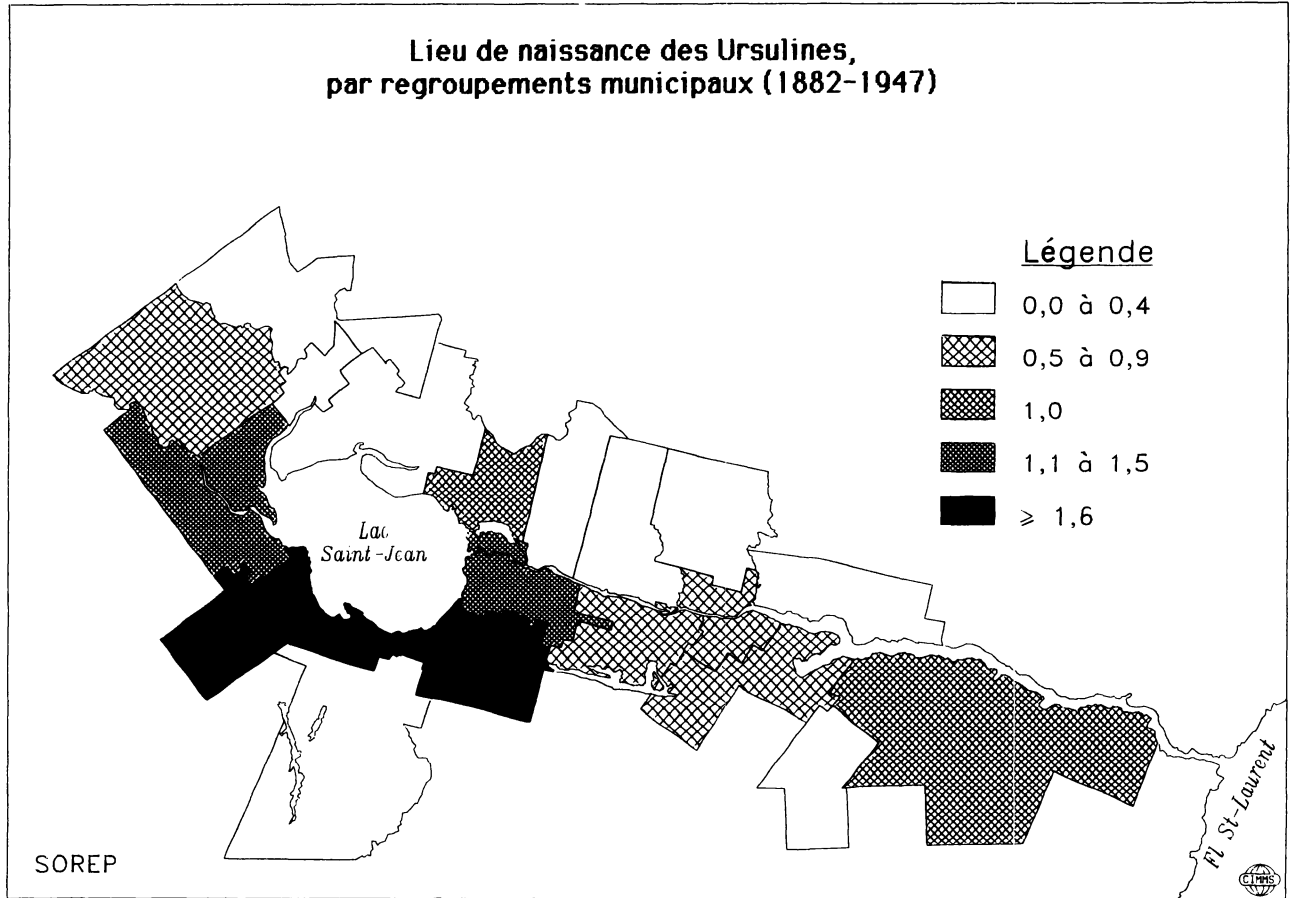 Lieu de naissance des Ursulines,
par regroupements municipaux (1882-1947)
Légende
0,0 à 0,4
0,5 à 0,9
1,0
1,1 à 1,5
⩾ 1,6
Lac
Saint-Jean
Fl St-Laurent
SOREP
CIMMS